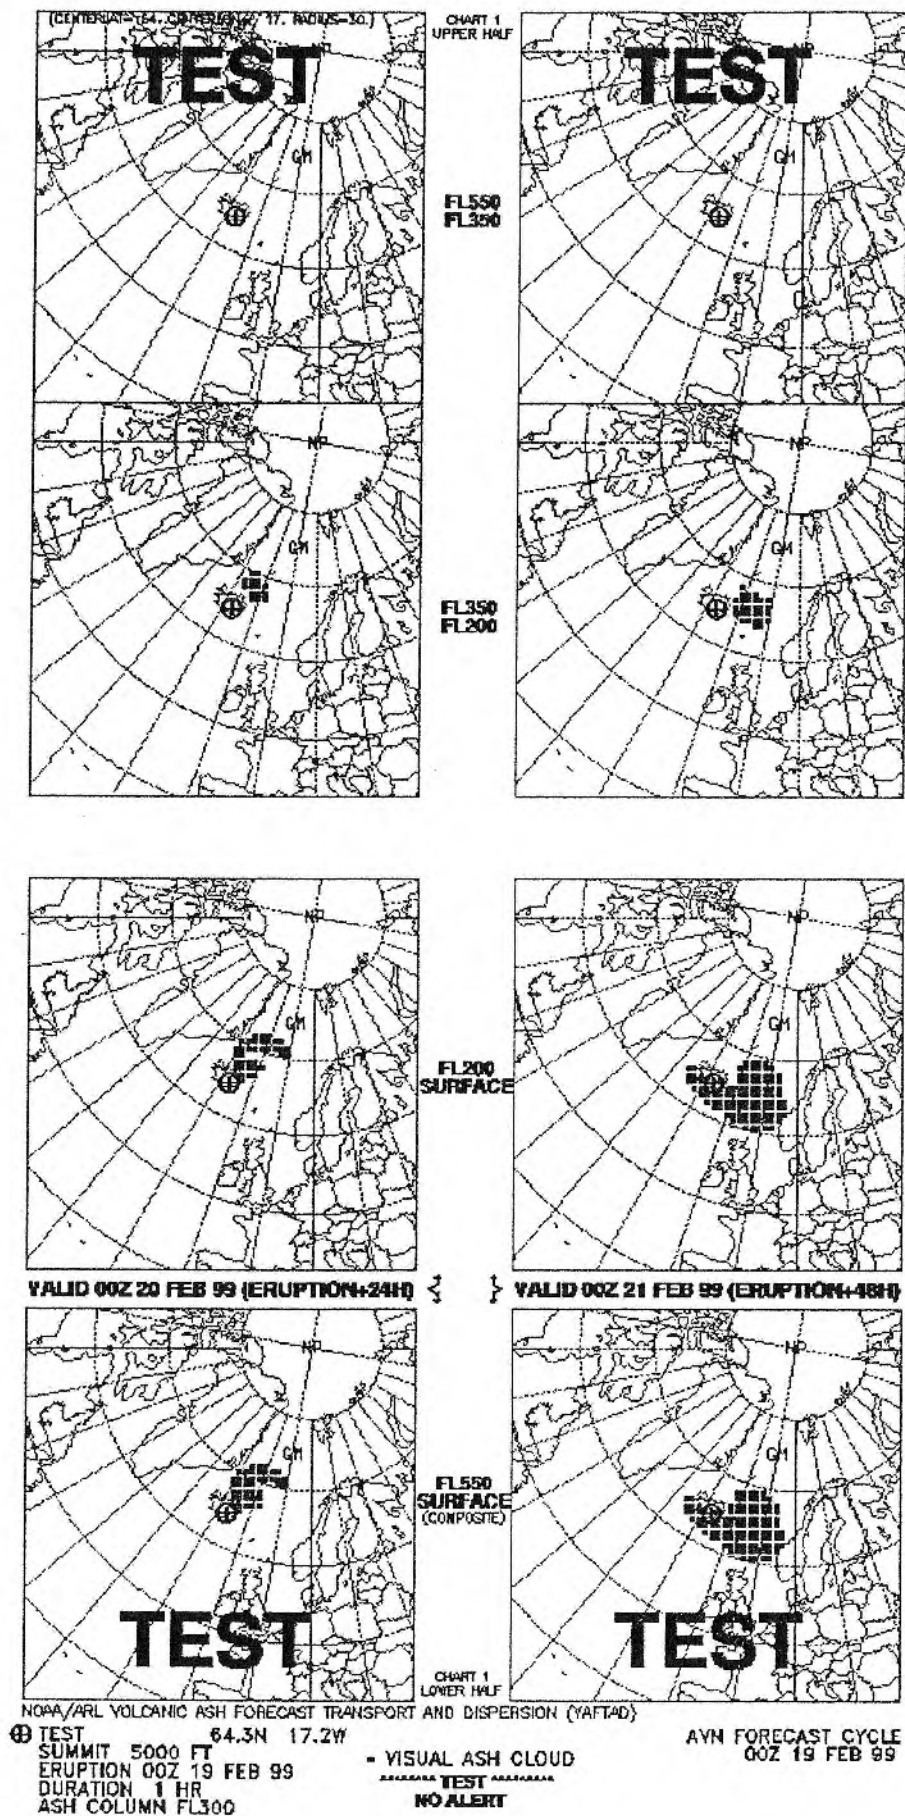 CHART 1
UPPER HALF
TEST
TEST
GM
GM
FL550
FL350
NP
NP
GM
GM
FL350
FL200
NP
NP
GM
GM
FL200
SURFACE
VALID 00Z 20 FEB 99 (ERUPTION+24H)
VALID 00Z 21 FEB 99 (ERUPTION+48H)
NP
NP
GM
GM
FL550
SURFACE
(COMPOSITE)
TEST
TEST
CHART 1
LOWER HALF
NOAA/ARL VOLCANIC ASH FORECAST TRANSPORT AND DISPERSION (VAFTAD)
TEST 64.3N 17.2W
SUMMIT 5000 FT
ERUPTION 00Z 19 FEB 99
DURATION 1 HR
ASH COLUMN FL300
- VISUAL ASH CLOUD
******** TEST ********
NO ALERT
AVN FORECAST CYCLE
00Z 19 FEB 99